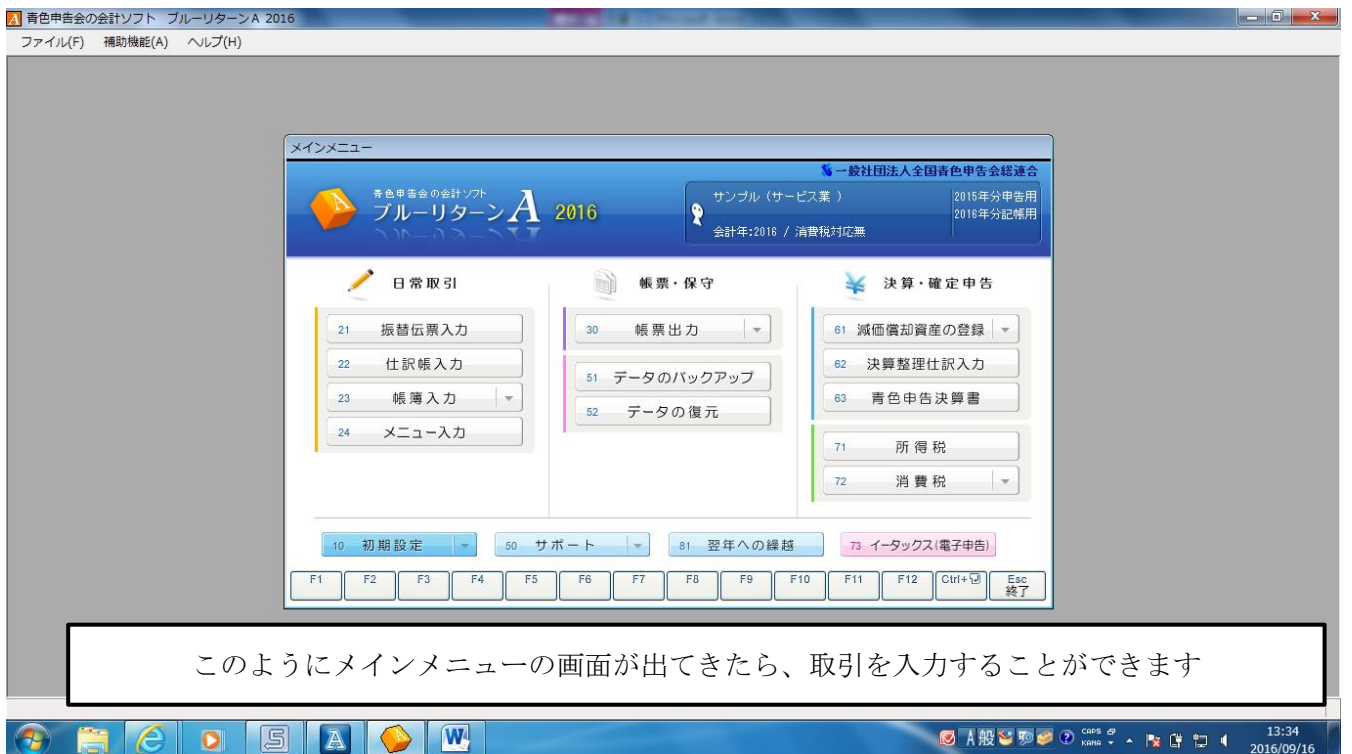 青色申告会の会計ソフト ブルーリターンA 2016
ファイル(F) 補助機能(A) ヘルプ(H)
メインメニュー
一般社団法人全国青色申告会総連合
青色申告会の会計ソフト
ブルーリターンA 2016
サンプル（サービス業 ）
2015年分申告用
2016年分記帳用
会計年:2016 / 消費税対応無
日常取引
21 振替伝票入力
22 仕訳帳入力
23 帳簿入力
24 メニュー入力
帳票・保守
30 帳票出力
51 データのバックアップ
52 データの復元
決算・確定申告
61 減価償却資産の登録
62 決算整理仕訳入力
63 青色申告決算書
71 所得税
72 消費税
10 初期設定
50 サポート
81 翌年への繰越
73 イータックス(電子申告)
F1 F2 F3 F4 F5 F6 F7 F8 F9 F10 F11 F12 Ctrl+ Esc
終了
このようにメインメニューの画面が出てきたら、取引を入力することができます
A 般 CAPS
KANA
13:34
2016/09/16